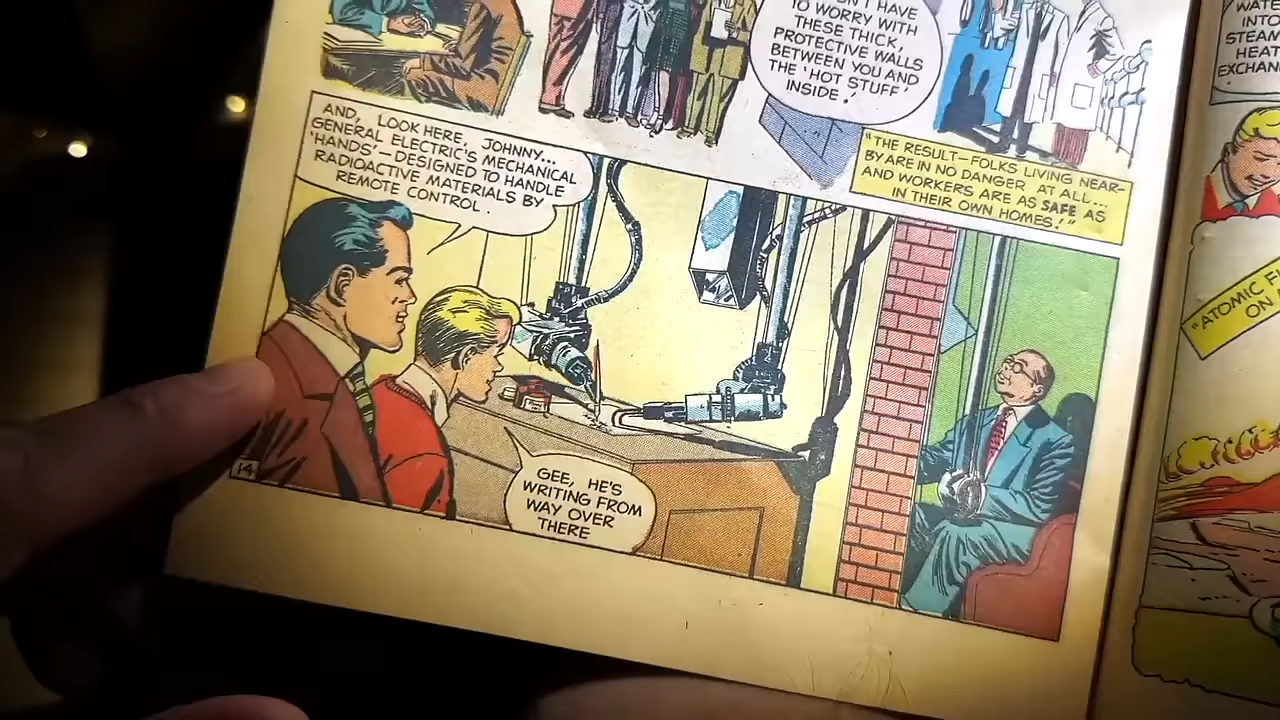 N'T HAVE
TO WORRY WITH
THESE THICK,
PROTECTIVE WALLS
BETWEEN YOU AND
THE 'HOT STUFF'
INSIDE!
"THE RESULT—FOLKS LIVING NEAR-
BY ARE IN NO DANGER AT ALL...
AND WORKERS ARE AS SAFE AS
IN THEIR OWN HOMES!"
AND, LOOK HERE, JOHNNY...
GENERAL ELECTRIC'S MECHANICAL
'HANDS'—DESIGNED TO HANDLE
RADIOACTIVE MATERIALS BY
REMOTE CONTROL.
GEE, HE'S
WRITING FROM
WAY OVER
THERE
14
WATE
INTO
STEAM
HEAT
EXCHAN
"ATOMIC F
ON